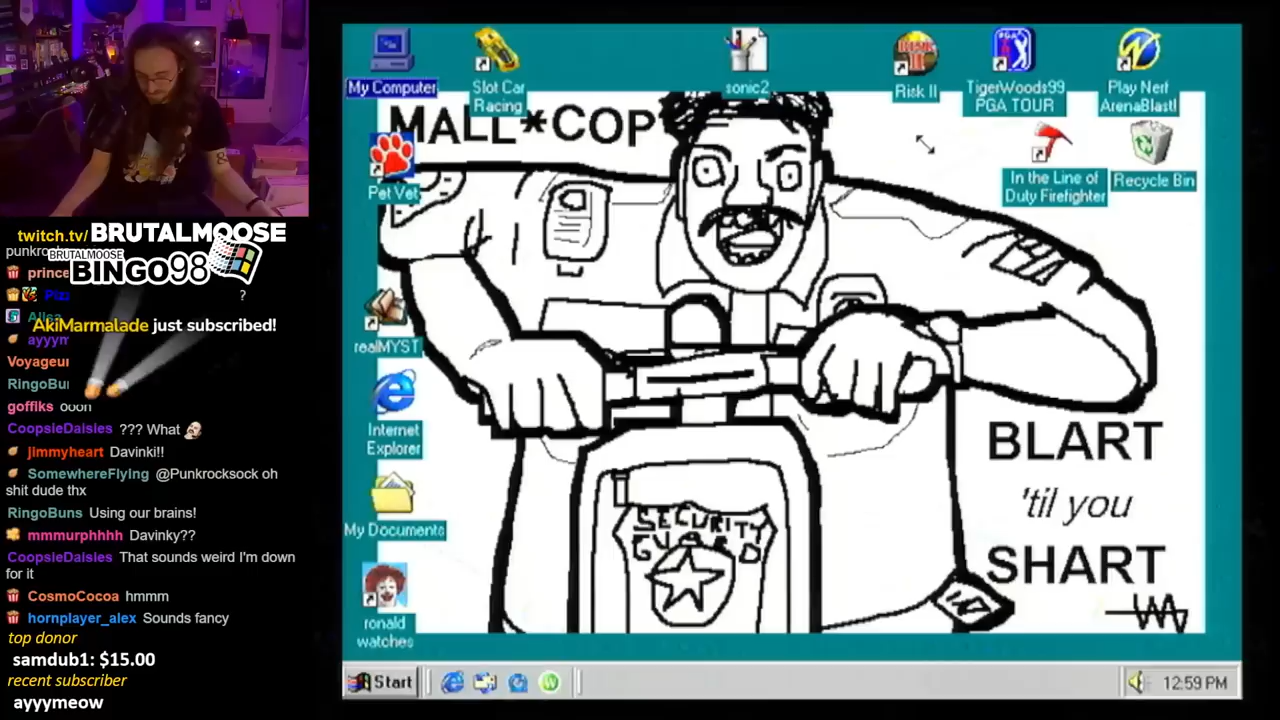 twitch.tv/BRUTALMOOSE
BRUTALMOOSE
BINGO98
prince
?
AkiMarmalade just subscribed!
ayyym
Voyageur
RingoBu
goffiks ooon
CoopsieDaisies ??? What
jimmyheart Davinki!!
SomewhereFlying @Punkrocksock oh
shit dude thx
RingoBuns Using our brains!
mmmurphhhh Davinky??
CoopsieDaisies That sounds weird I'm down
for it
CosmoCocoa hmmm
hornplayer_alex Sounds fancy
top donor
samdub1: $15.00
recent subscriber
ayyymeow
My Computer
Slot Car
Racing
sonic2
Risk II
TigerWoods99
PGA TOUR
Play Nerf
ArenaBlast!
MALL*COP
Pet Vet
In the Line of
Duty Firefighter
Recycle Bin
realMYST
Internet
Explorer
My Documents
ronald
watches
SECURITY
GUARD
BLART
'til you
SHART
Start
12:59 PM